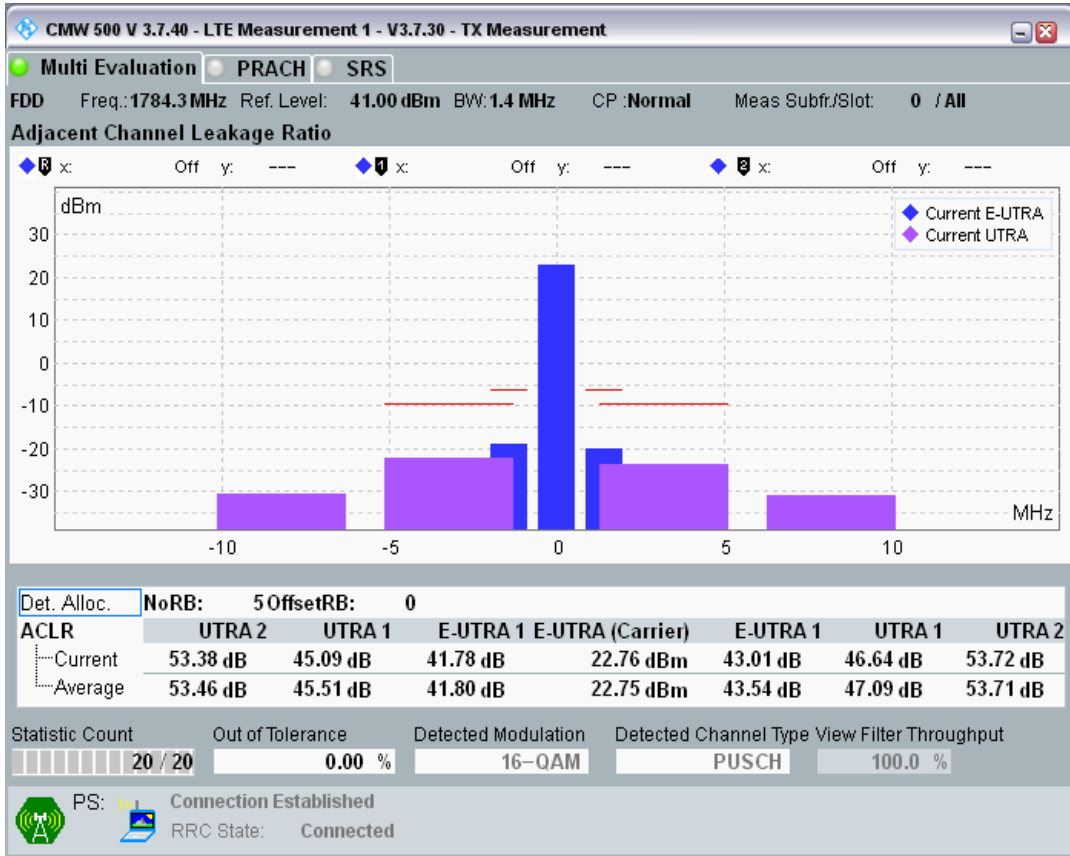 CMW 500 V 3.7.40 - LTE Measurement 1 - V3.7.30 - TX Measurement
Multi Evaluation PRACH SRS
FDD Freq.:1784.3 MHz Ref. Level: 41.00 dBm BW:1.4 MHz CP :Normal Meas Subfr./Slot: 0 / All
Adjacent Channel Leakage Ratio
R x: Off y: --- 1 x: Off y: --- 2 x: Off y: ---
dBm
Current E-UTRA
Current UTRA
30
20
10
0
-10
-20
-30
MHz
-10 -5 0 5 10
Det. Alloc. NoRB: 5 OffsetRB: 0
ACLR UTRA 2 UTRA 1 E-UTRA 1 E-UTRA (Carrier) E-UTRA 1 UTRA 1 UTRA 2
Current 53.38 dB 45.09 dB 41.78 dB 22.76 dBm 43.01 dB 46.64 dB 53.72 dB
Average 53.46 dB 45.51 dB 41.80 dB 22.75 dBm 43.54 dB 47.09 dB 53.71 dB
Statistic Count Out of Tolerance Detected Modulation Detected Channel Type View Filter Throughput
20 / 20 0.00 % 16-QAM PUSCH 100.0 %
PS: Connection Established
RRC State: Connected